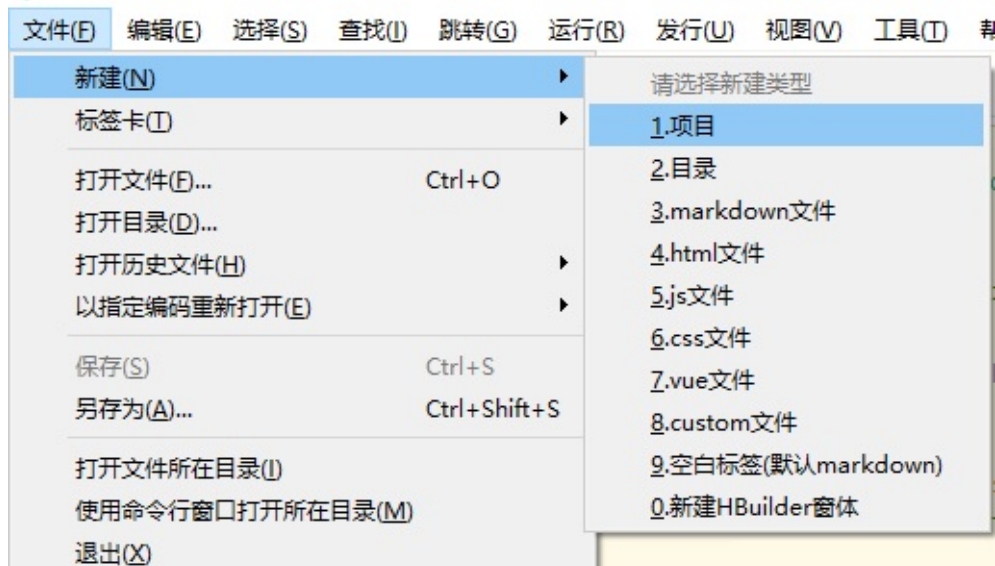 文件(F) 编辑(E) 选择(S) 查找(I) 跳转(G) 运行(R) 发行(U) 视图(V) 工具(T)
新建(N)
标签卡(T)
打开文件(F)... Ctrl+O
打开目录(D)...
打开历史文件(H)
以指定编码重新打开(E)
保存(S) Ctrl+S
另存为(A)... Ctrl+Shift+S
打开文件所在目录(I)
使用命令行窗口打开所在目录(M)
退出(X)
请选择新建类型
1.项目
2.目录
3.markdown文件
4.html文件
5.js文件
6.css文件
7.vue文件
8.custom文件
9.空白标签(默认markdown)
0.新建HBuilder窗体